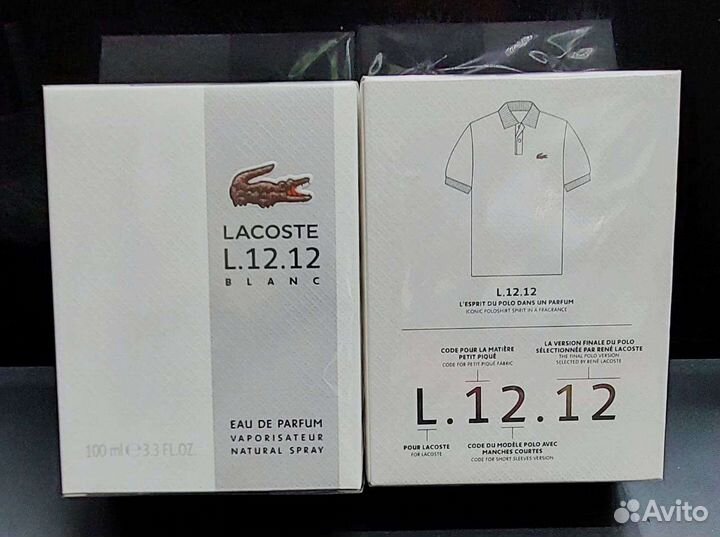 LACOSTE
L.12.12
BLANC
EAU DE PARFUM
VAPORISATEUR
NATURAL SPRAY
100 ml ℮ 3.3 FL.OZ.
L.12.12
L'ESPRIT DU POLO DANS UN PARFUM
ICONIC POLOSHIRT SPIRIT IN A FRAGRANCE
CODE POUR LA MATIÈRE
PETIT PIQUÉ
CODE FOR PETIT PIQUÉ FABRIC
LA VERSION FINALE DU POLO
SÉLECTIONNÉE PAR RENÉ LACOSTE
THE FINAL POLO VERSION
SELECTED BY RENÉ LACOSTE
L.12.12
POUR LACOSTE
FOR LACOSTE
CODE DU MODÈLE POLO AVEC
MANCHES COURTES
CODE FOR SHORT SLEEVES VERSION
Avito